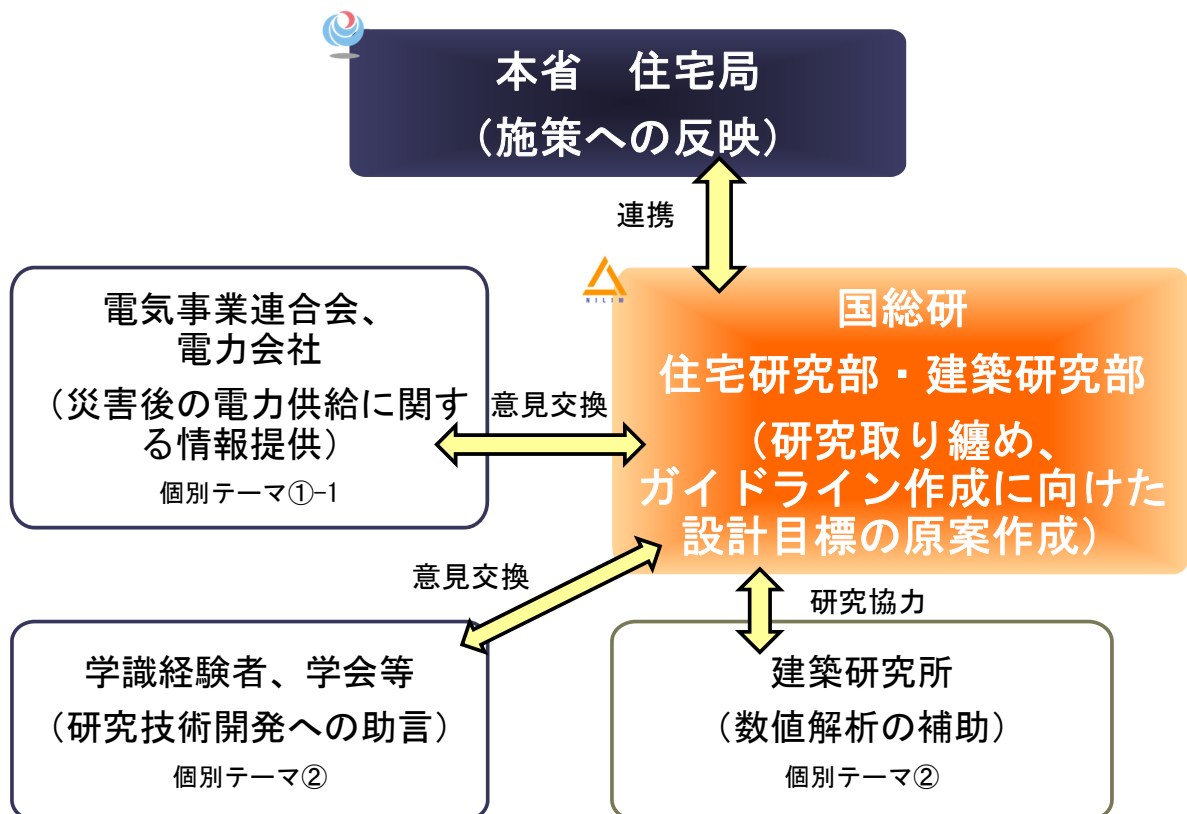 本省　住宅局
（施策への反映）
連携
電気事業連合会、
電力会社
（災害後の電力供給に関す
る情報提供）
個別テーマ①-1
意見交換
NILIM
国総研
住宅研究部・建築研究部
（研究取り纏め、
ガイドライン作成に向けた
設計目標の原案作成）
意見交換
研究協力
学識経験者、学会等
（研究技術開発への助言）
個別テーマ②
建築研究所
（数値解析の補助）
個別テーマ②